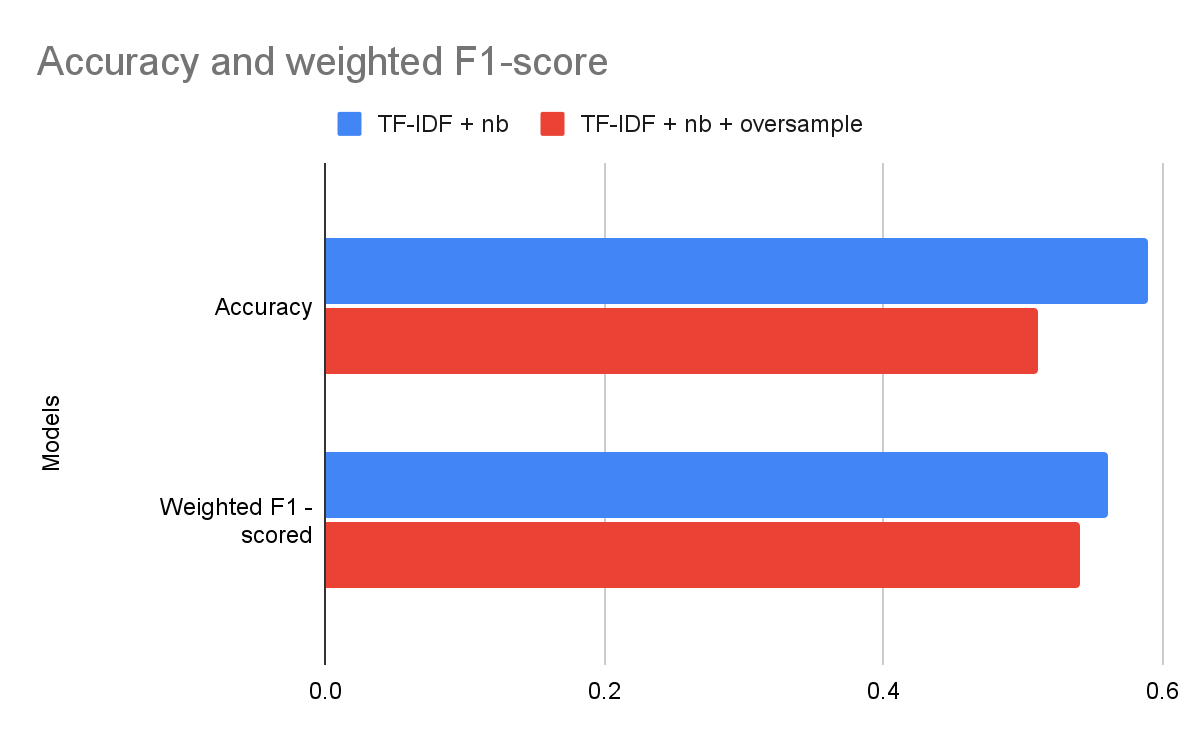 Accuracy and weighted F1-score
TF-IDF + nb
TF-IDF + nb + oversample
Models
Accuracy
Weighted F1 -
scored
0.0
0.2
0.4
0.6